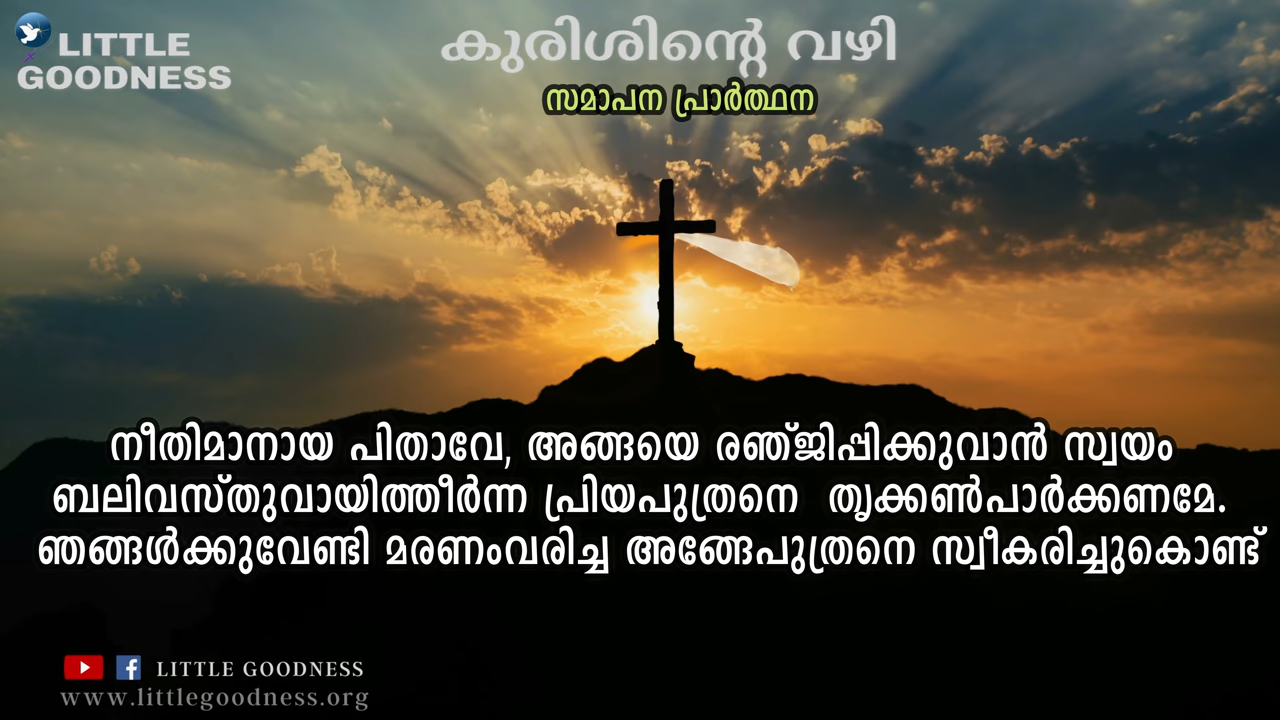 LITTLE
GOODNESS
കുരിശിന്റെ വഴി
സമാപന പ്രാർത്ഥന
നീതിമാനായ പിതാവേ, അങ്ങയെ രഞ്ജിപ്പിക്കുവാൻ സ്വയം
ബലിവസ്തുവായിത്തീർന്ന പ്രിയപുത്രനെ തൃക്കൺപാർക്കണമേ.
ഞങ്ങൾക്കുവേണ്ടി മരണംവരിച്ച അങ്ങേപുത്രനെ സ്വീകരിച്ചുകൊണ്ട്
LITTLE GOODNESS
www.littlegoodness.org